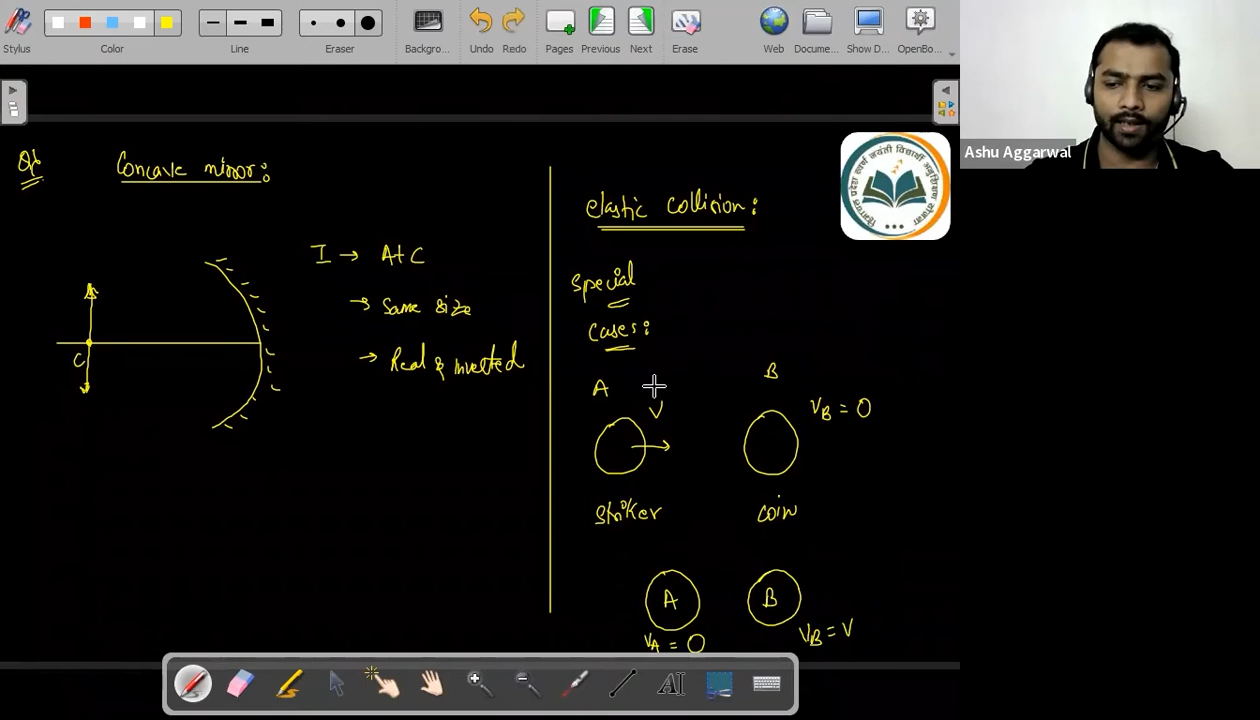 Stylus
Color
Line
Eraser
Backgro...
Undo
Redo
Pages
Previous
Next
Erase
Web
Docume...
Show D...
OpenBo...
Ashu Aggarwal
Concave mirror:
I → At C
→ Same size
→ Real & inverted
C
elastic collision:
Special
Cases:
A
V
B
VB = 0
Striker
coin
A
B
VA = 0
VB = V